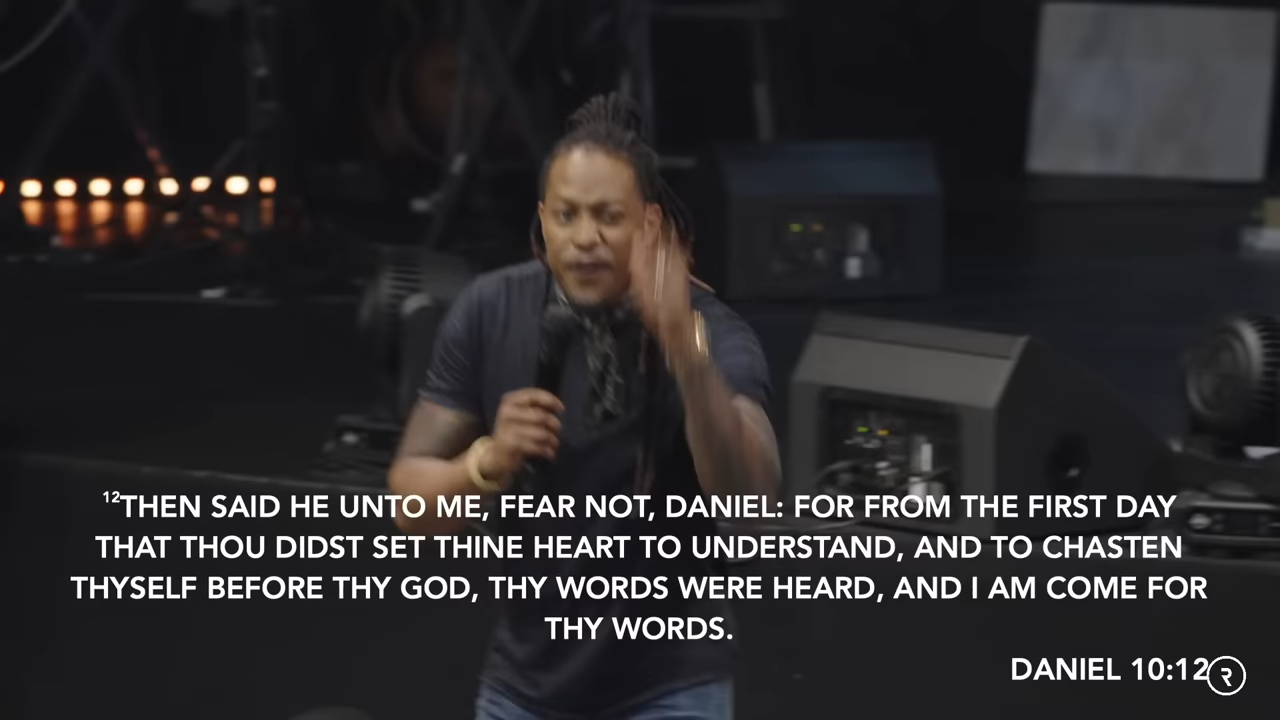 ¹²THEN SAID HE UNTO ME, FEAR NOT, DANIEL: FOR FROM THE FIRST DAY
THAT THOU DIDST SET THINE HEART TO UNDERSTAND, AND TO CHASTEN
THYSELF BEFORE THY GOD, THY WORDS WERE HEARD, AND I AM COME FOR
THY WORDS.
DANIEL 10:12
R